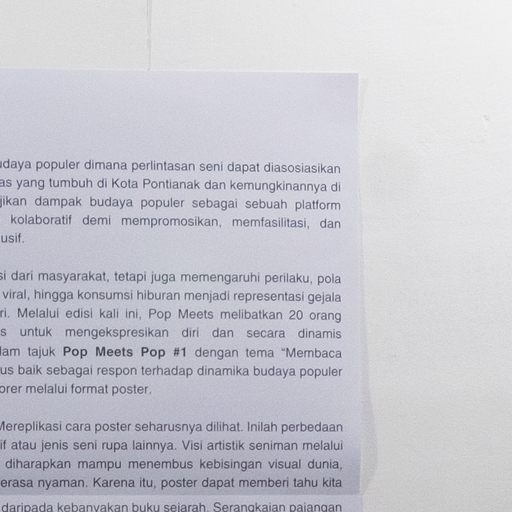 udaya populer dimana perlintasan seni dapat diasosiasikan
as yang tumbuh di Kota Pontianak dan kemungkinannya di
jikan dampak budaya populer sebagai sebuah platform
kolaboratif demi mempromosikan, memfasilitasi, dan
usif.
si dari masyarakat, tetapi juga memengaruhi perilaku, pola
viral, hingga konsumsi hiburan menjadi representasi gejala
ri. Melalui edisi kali ini, Pop Meets melibatkan 20 orang
s untuk mengekspresikan diri dan secara dinamis
lam tajuk Pop Meets Pop #1 dengan tema “Membaca
us baik sebagai respon terhadap dinamika budaya populer
orer melalui format poster.
Mereplikasi cara poster seharusnya dilihat. Inilah perbedaan
if atau jenis seni rupa lainnya. Visi artistik seniman melalui
diharapkan mampu menembus kebisingan visual dunia,
erasa nyaman. Karena itu, poster dapat memberi tahu kita
daripada kebanyakan buku sejarah. Serangkaian pajangan